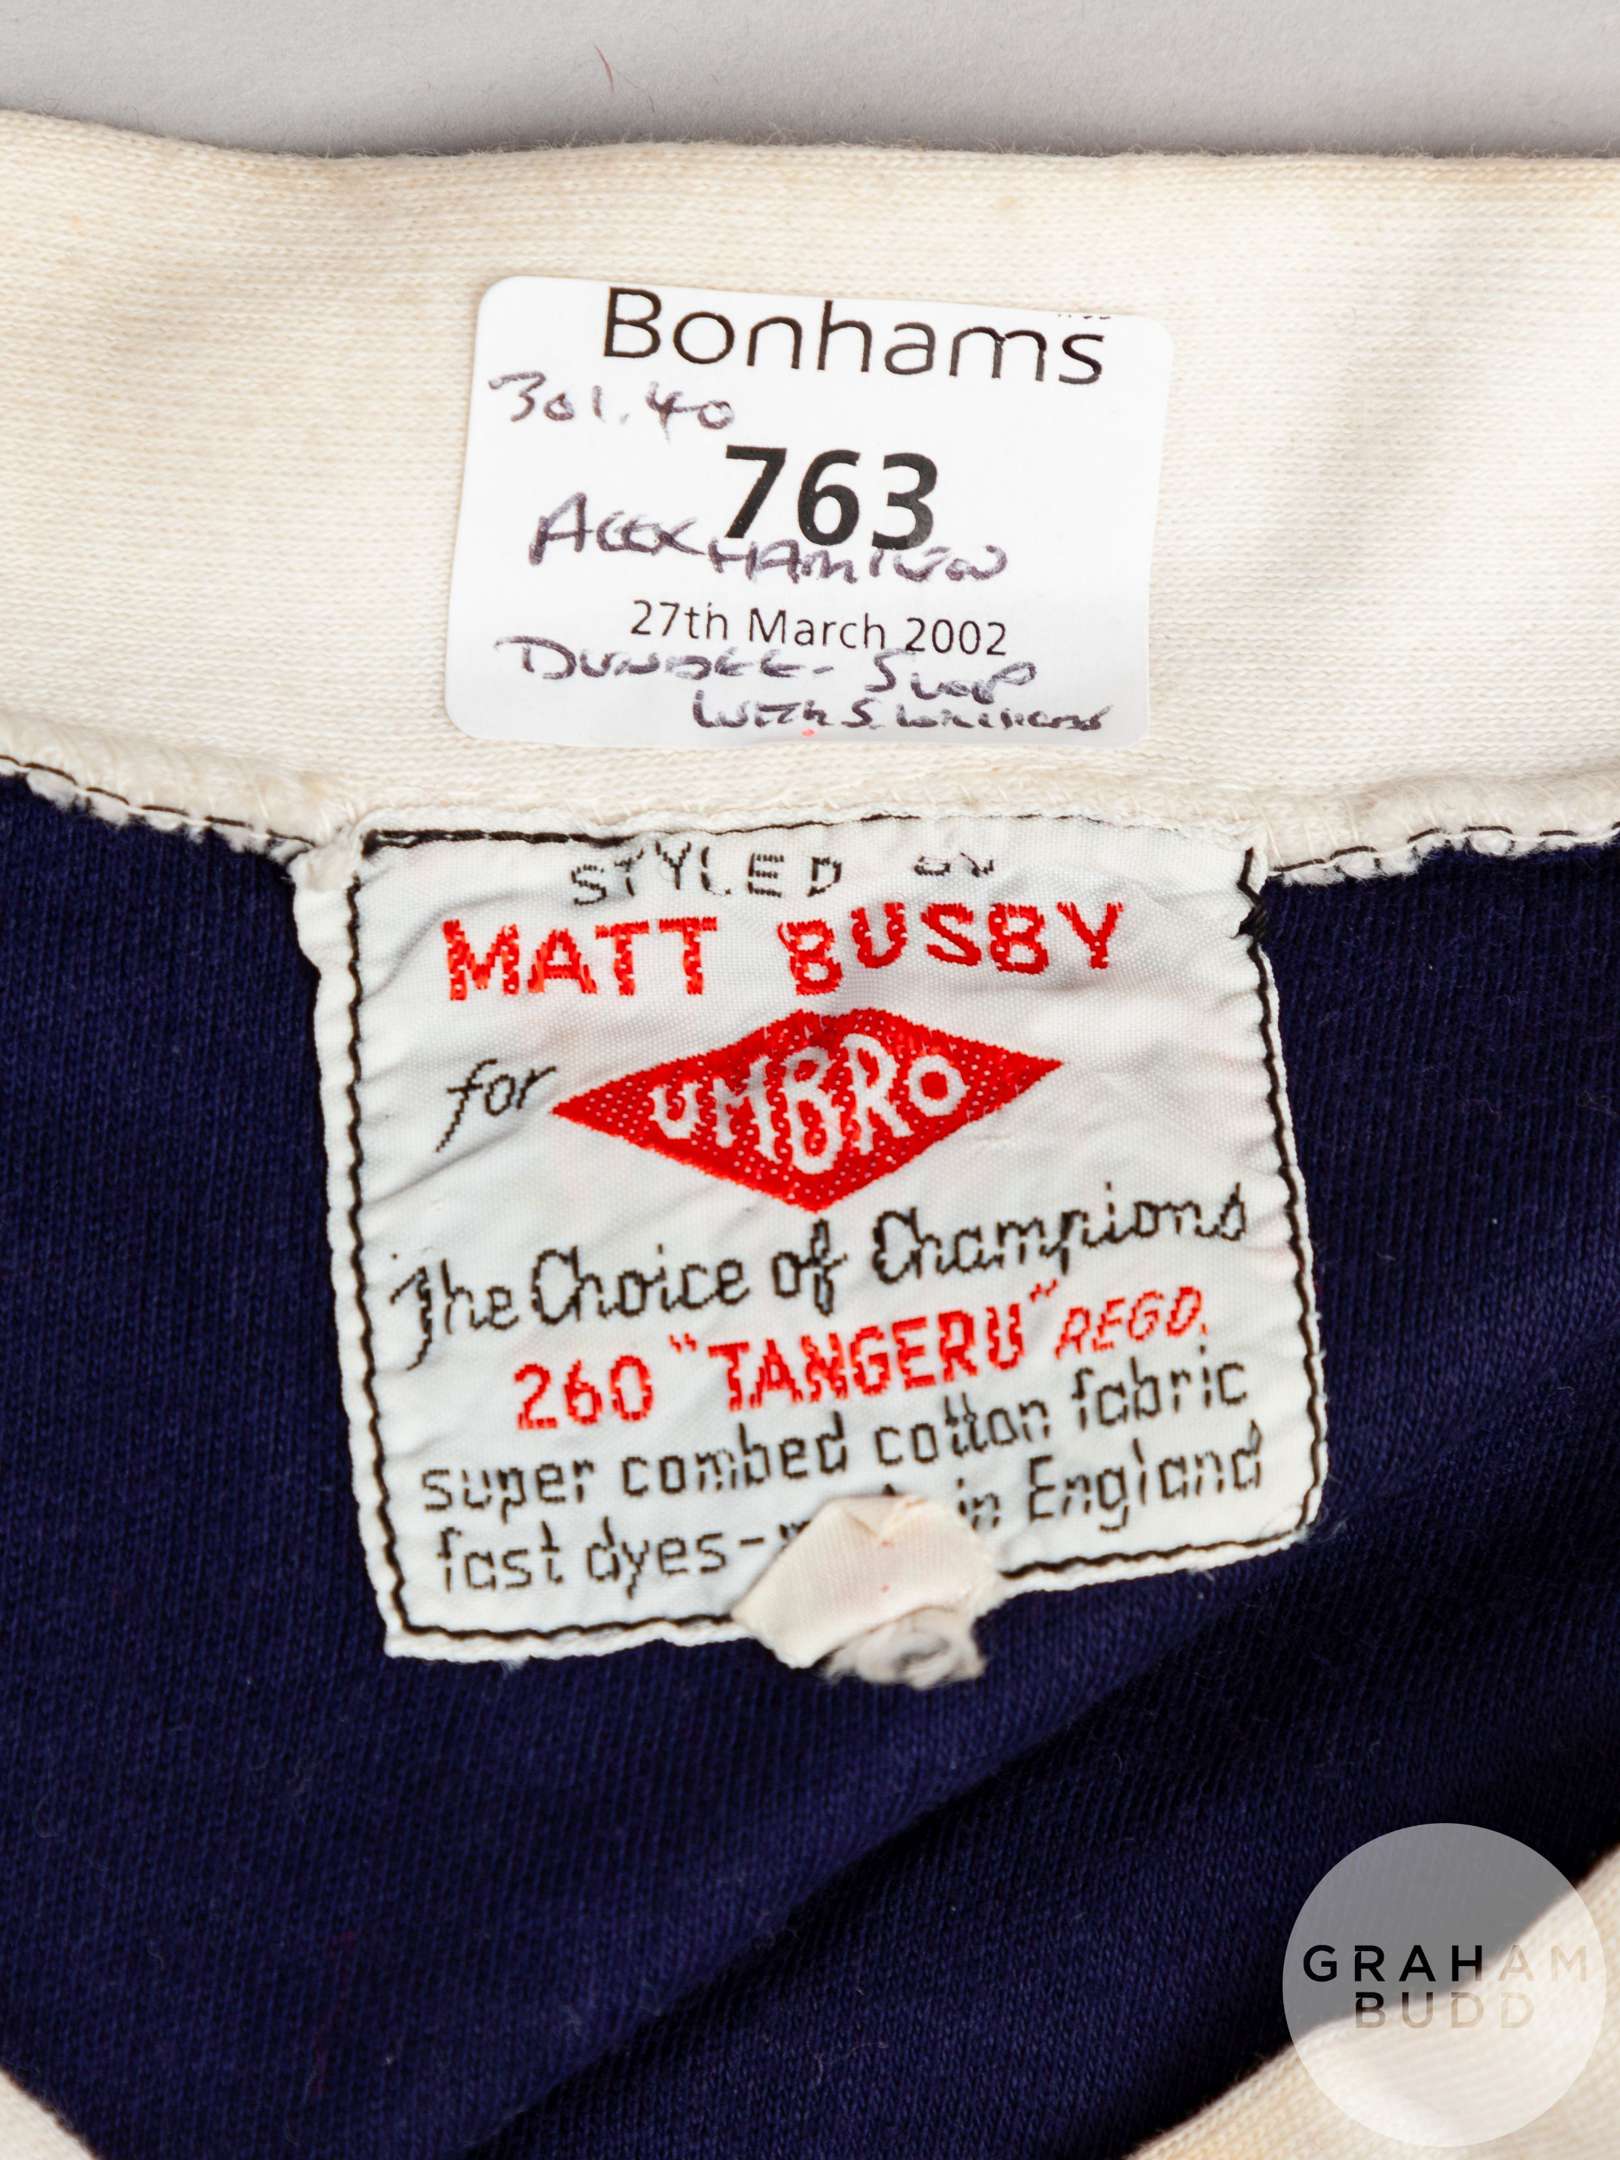 Bonhams
301.40
763
ALEX HAMILTON
27th March 2002
DUNDEE - SWAP
WITH S. WILLIAMS
STYLED BY
MATT BUSBY
for UMBRO
The Choice of Champions
260 "TANGERU" REGD.
super combed cotton fabric
fast dyes - in England
GRAHAM
BUDD